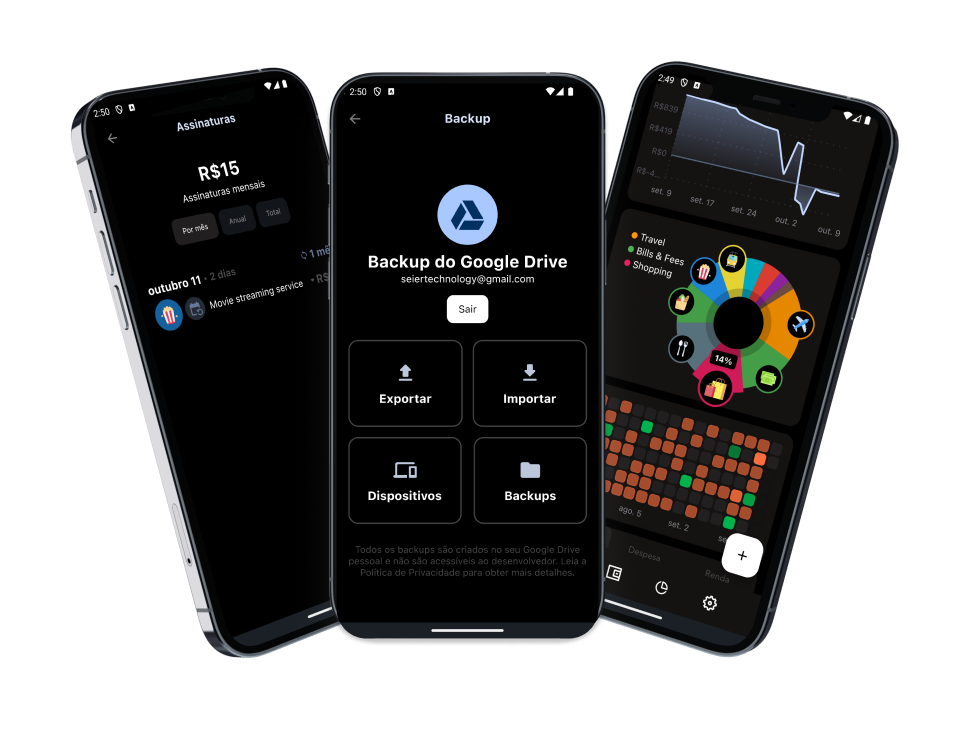 2:50
Assinaturas
R$15
Assinaturas mensais
Por mês
Anual
Total
1 mê
outubro 11 • 2 dias
Movie streaming service
R$
2:50
Backup
Backup do Google Drive
seiertechnology@gmail.com
Sair
Exportar
Importar
Dispositivos
Backups
Todos os backups são criados no seu Google Drive
pessoal e não são acessíveis ao desenvolvedor. Leia a
Política de Privacidade para obter mais detalhes.
2:49
R$839
R$419
R$0
R$-4...
set. 9
set. 17
set. 24
out. 2
out. 9
Travel
Bills & Fees
Shopping
14%
ago. 5
set. 2
Despesa
Renda
+